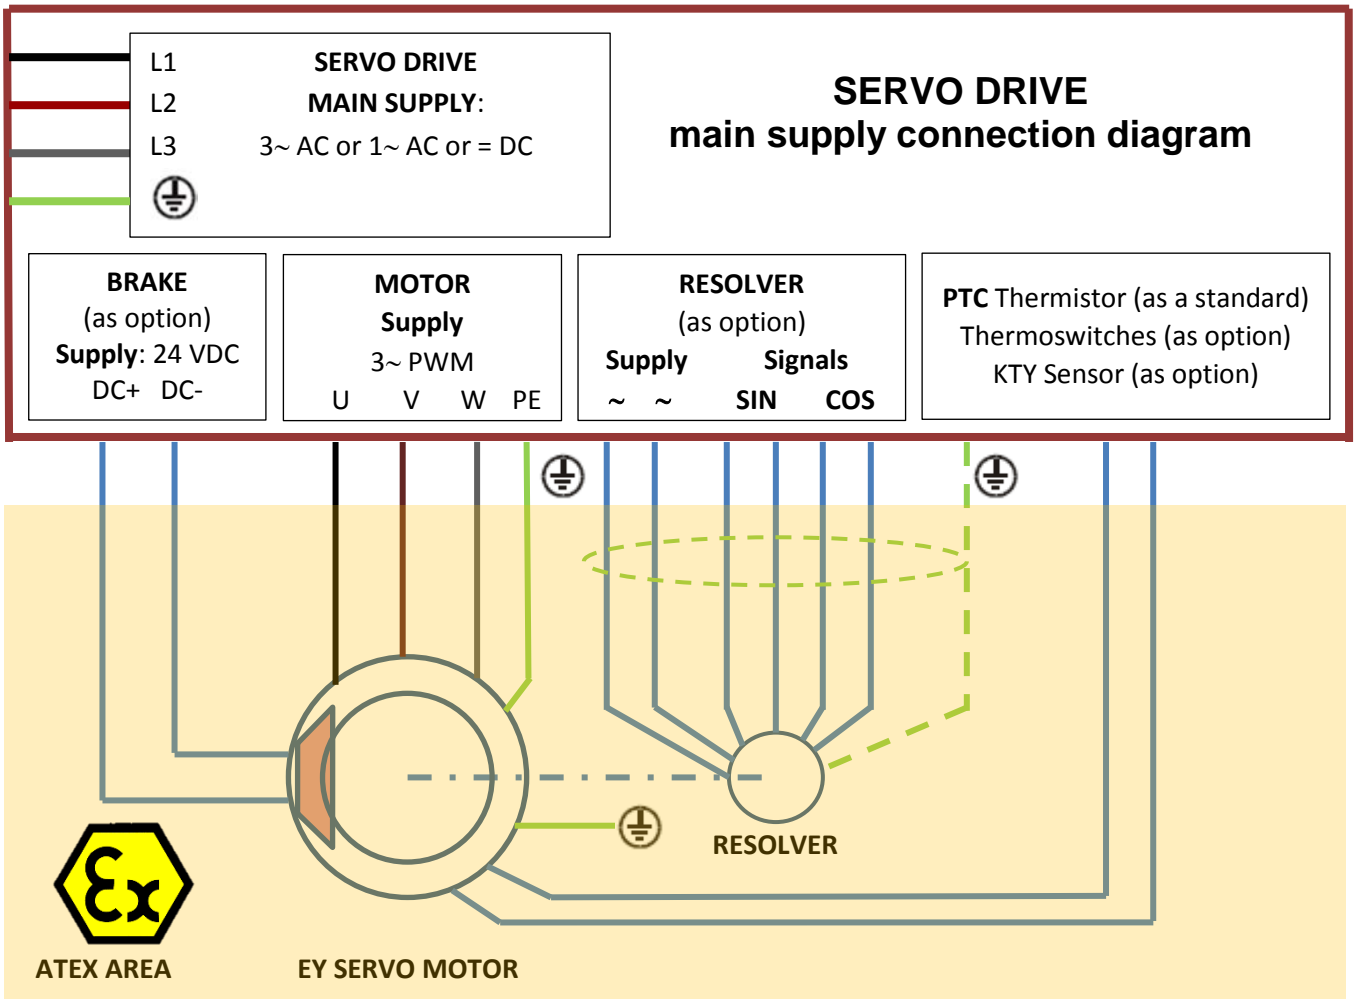 L1
L2
L3
SERVO DRIVE
MAIN SUPPLY:
3~ AC or 1~ AC or = DC
SERVO DRIVE
main supply connection diagram
BRAKE
(as option)
Supply: 24 VDC
DC+ DC-
MOTOR
Supply
3~ PWM
U V W PE
RESOLVER
(as option)
Supply Signals
~ ~ SIN COS
PTC Thermistor (as a standard)
Thermoswitches (as option)
KTY Sensor (as option)
RESOLVER
Ex
ATEX AREA
EY SERVO MOTOR